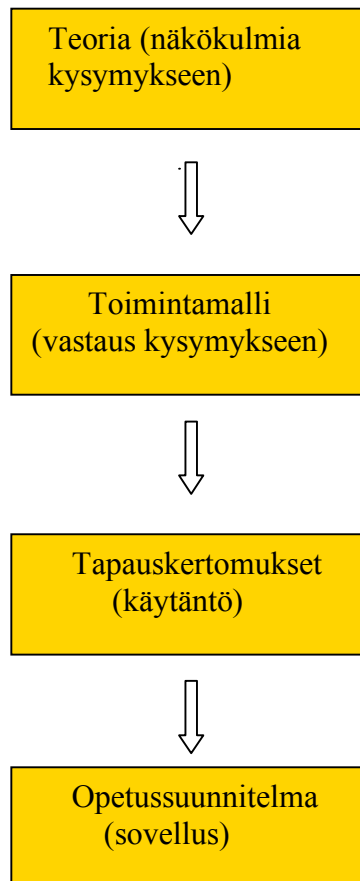 Teoria (näkökulmia
kysymykseen)
Toimintamalli
(vastaus kysymykseen)
Tapauskertomukset
(käytäntö)
Opetussuunnitelma
(sovellus)